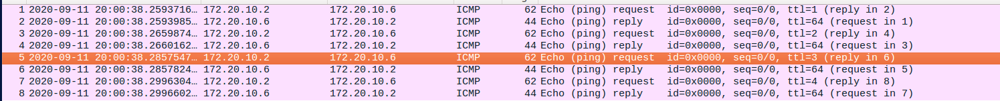 1 2020-09-11 20:00:38.2593716… 172.20.10.2 172.20.10.6 ICMP 62 Echo (ping) request id=0x0000, seq=0/0, ttl=1 (reply in 2)
2 2020-09-11 20:00:38.2593985… 172.20.10.6 172.20.10.2 ICMP 44 Echo (ping) reply id=0x0000, seq=0/0, ttl=64 (request in 1)
3 2020-09-11 20:00:38.2659874… 172.20.10.2 172.20.10.6 ICMP 62 Echo (ping) request id=0x0000, seq=0/0, ttl=2 (reply in 4)
4 2020-09-11 20:00:38.2660162… 172.20.10.6 172.20.10.2 ICMP 44 Echo (ping) reply id=0x0000, seq=0/0, ttl=64 (request in 3)
5 2020-09-11 20:00:38.2857547… 172.20.10.2 172.20.10.6 ICMP 62 Echo (ping) request id=0x0000, seq=0/0, ttl=3 (reply in 6)
6 2020-09-11 20:00:38.2857824… 172.20.10.6 172.20.10.2 ICMP 44 Echo (ping) reply id=0x0000, seq=0/0, ttl=64 (request in 5)
7 2020-09-11 20:00:38.2996304… 172.20.10.2 172.20.10.6 ICMP 62 Echo (ping) request id=0x0000, seq=0/0, ttl=4 (reply in 8)
8 2020-09-11 20:00:38.2996602… 172.20.10.6 172.20.10.2 ICMP 44 Echo (ping) reply id=0x0000, seq=0/0, ttl=64 (request in 7)